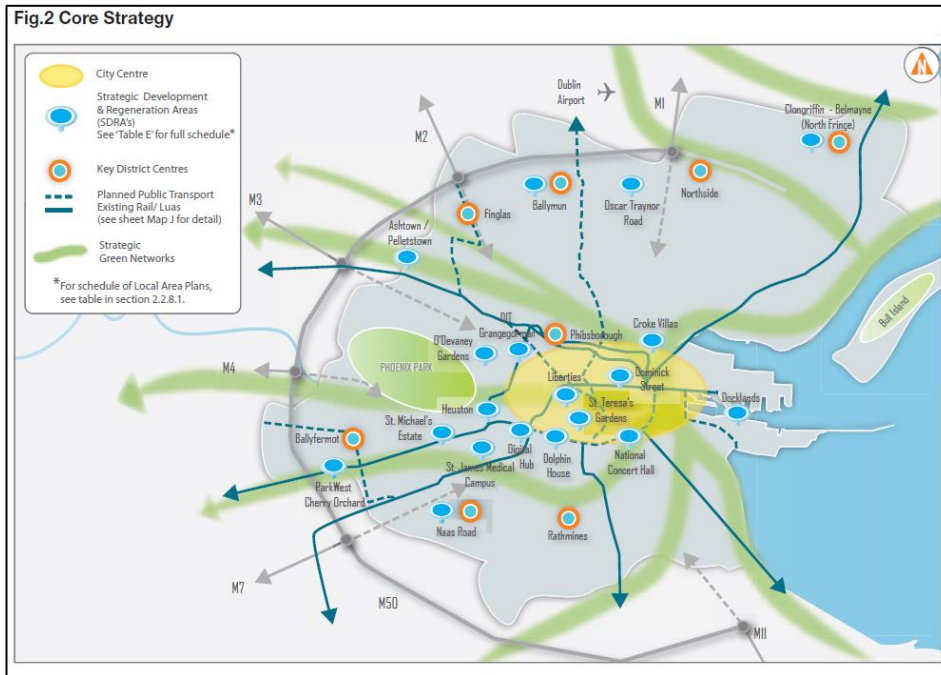 Fig.2 Core Strategy
City Centre
Strategic Development
& Regeneration Areas
(SDRA's)
See 'Table E' for full schedule*
Key District Centres
Planned Public Transport
Existing Rail/ Luas
(see sheet Map J for detail)
Strategic
Green Networks
*For schedule of Local Area Plans,
see table in section 2.2.8.1.
N
Dublin
Airport
M1
M2
M3
Clongriffin - Belmayne
(North Fringe)
Ballymun
Oscar Traynor
Road
Northside
Finglas
Ashtown /
Pelletstown
Bull Island
DIT
Grangegorman
Phibsborough
Croke Villas
O'Devaney
Gardens
PHOENIX PARK
M4
Dominick
Street
Liberties
St. Teresa's
Gardens
Docklands
Heuston
St. Michael's
Estate
Ballyfermot
Digital
Hub
Dolphin
House
National
Concert Hall
St. James Medical
Campus
ParkWest
Cherry Orchard
Naas Road
Rathmines
M7
M50
M11